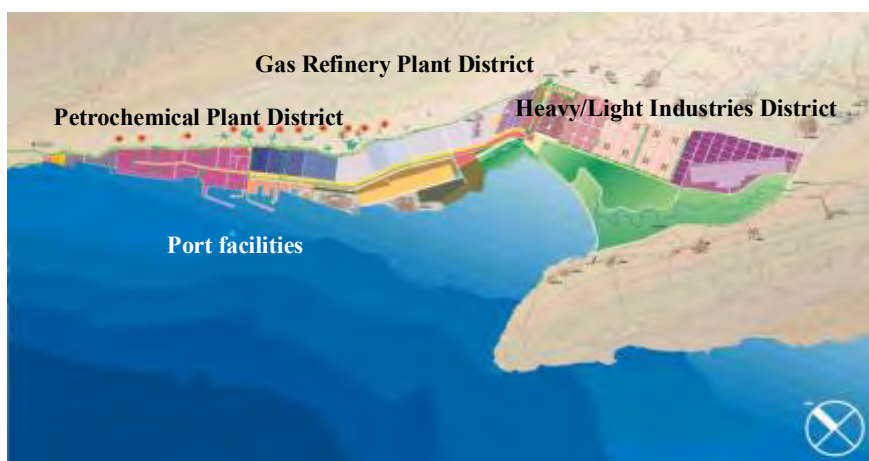 Gas Refinery Plant District
Petrochemical Plant District
Heavy/Light Industries District
Port facilities